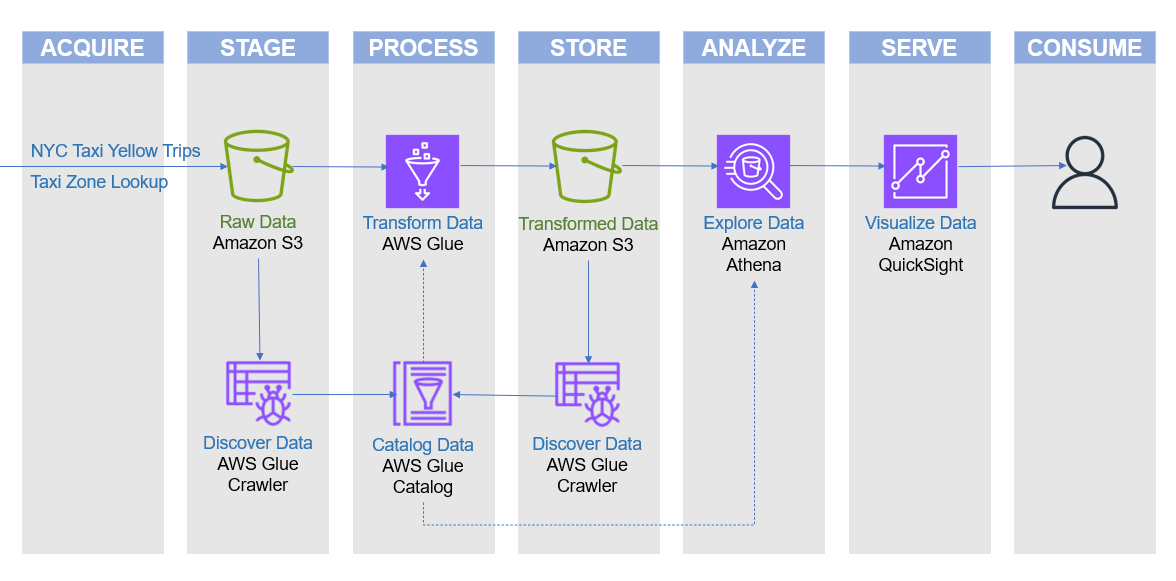 ACQUIRE
STAGE
PROCESS
STORE
ANALYZE
SERVE
CONSUME
NYC Taxi Yellow Trips
Taxi Zone Lookup
Raw Data
Amazon S3
Transform Data
AWS Glue
Transformed Data
Amazon S3
Explore Data
Amazon
Athena
Visualize Data
Amazon
QuickSight
Discover Data
AWS Glue
Crawler
Catalog Data
AWS Glue
Catalog
Discover Data
AWS Glue
Crawler